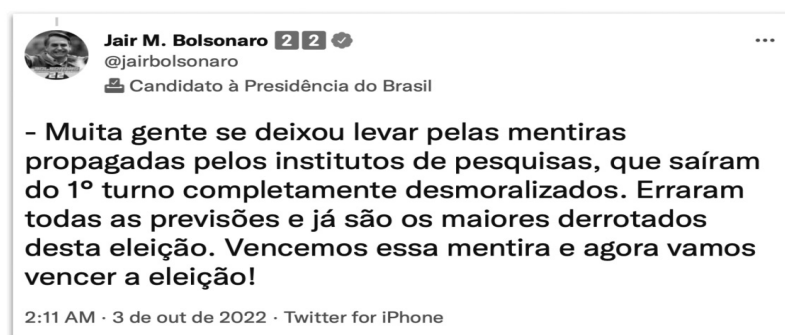 Jair M. Bolsonaro 2 2
@jairbolsonaro
Candidato à Presidência do Brasil
- Muita gente se deixou levar pelas mentiras
propagadas pelos institutos de pesquisas, que saíram
do 1º turno completamente desmoralizados. Erraram
todas as previsões e já são os maiores derrotados
desta eleição. Vencemos essa mentira e agora vamos
vencer a eleição!
2:11 AM · 3 de out de 2022 · Twitter for iPhone